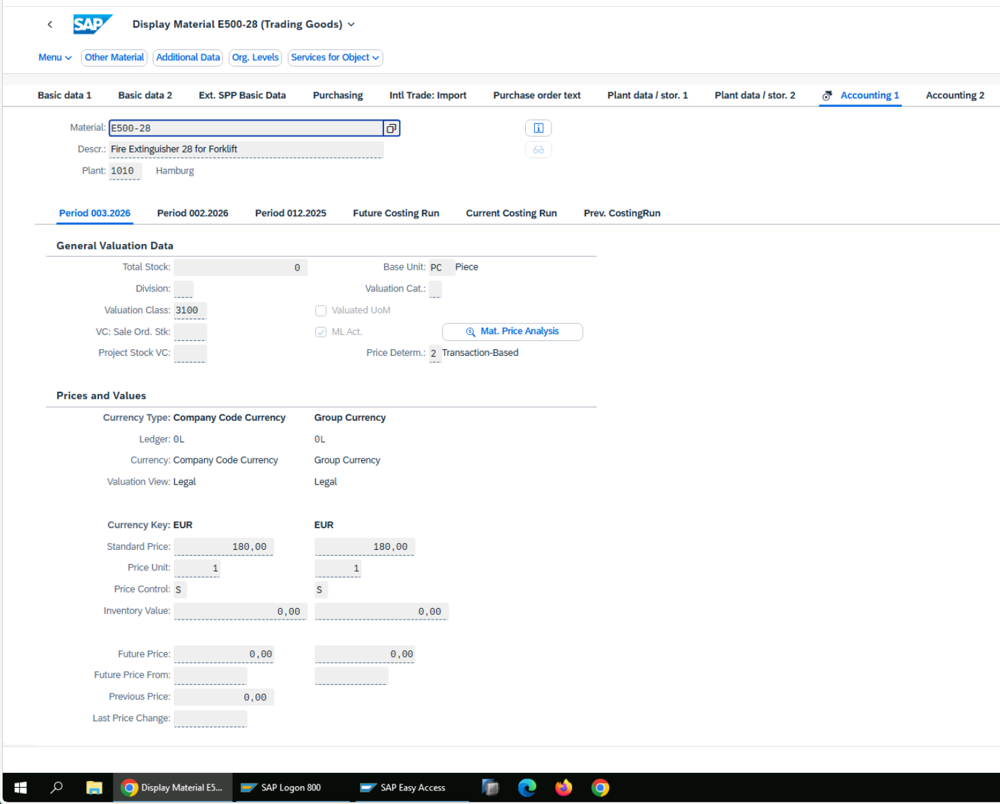 SAP Display Material E500-28 (Trading Goods)
Menu Other Material Additional Data Org. Levels Services for Object
Basic data 1 Basic data 2 Ext. SPP Basic Data Purchasing Intl Trade: Import Purchase order text Plant data / stor. 1 Plant data / stor. 2 Accounting 1 Accounting 2
Material: E500-28
Descr.: Fire Extinguisher 28 for Forklift
Plant: 1010 Hamburg
Period 003.2026 Period 002.2026 Period 012.2025 Future Costing Run Current Costing Run Prev. CostingRun
General Valuation Data
Total Stock: 0 Base Unit: PC Piece
Division: Valuation Cat.:
Valuation Class: 3100 Valuated UoM
VC: Sale Ord. Stk: ML Act. Mat. Price Analysis
Project Stock VC: Price Determ.: 2 Transaction-Based
Prices and Values
Currency Type: Company Code Currency Group Currency
Ledger: 0L 0L
Currency: Company Code Currency Group Currency
Valuation View: Legal Legal
Currency Key: EUR EUR
Standard Price: 180,00 180,00
Price Unit: 1 1
Price Control: S S
Inventory Value: 0,00 0,00
Future Price: 0,00 0,00
Future Price From:
Previous Price: 0,00
Last Price Change:
Display Material E5... SAP Logon 800 SAP Easy Access